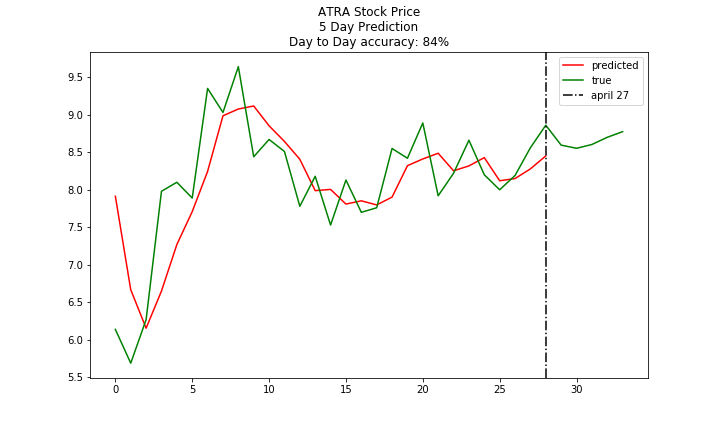 ATRA Stock Price
5 Day Prediction
Day to Day accuracy: 84%
predicted
true
april 27
9.5
9.0
8.5
8.0
7.5
7.0
6.5
6.0
5.5
0 5 10 15 20 25 30